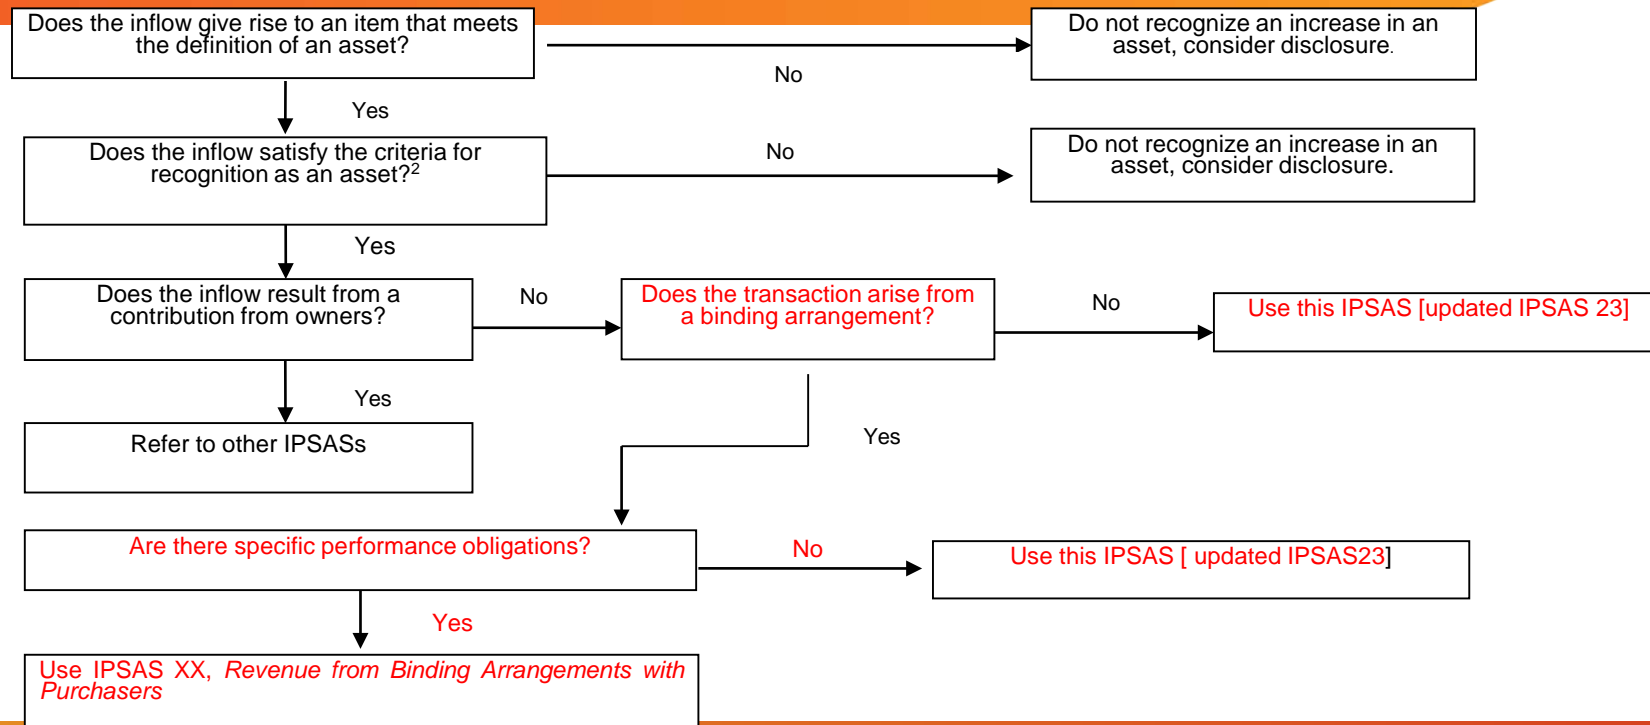 Does the inflow give rise to an item that meets
the definition of an asset?
Do not recognize an increase in an
asset, consider disclosure.
No
Yes
Does the inflow satisfy the criteria for
recognition as an asset?²
No
Do not recognize an increase in an
asset, consider disclosure.
Yes
Does the inflow result from a
contribution from owners?
No
Does the transaction arise from
a binding arrangement?
No
Use this IPSAS [updated IPSAS 23]
Yes
Refer to other IPSASs
Yes
Are there specific performance obligations?
No
Use this IPSAS [ updated IPSAS23]
Yes
Use IPSAS XX, Revenue from Binding Arrangements with
Purchasers